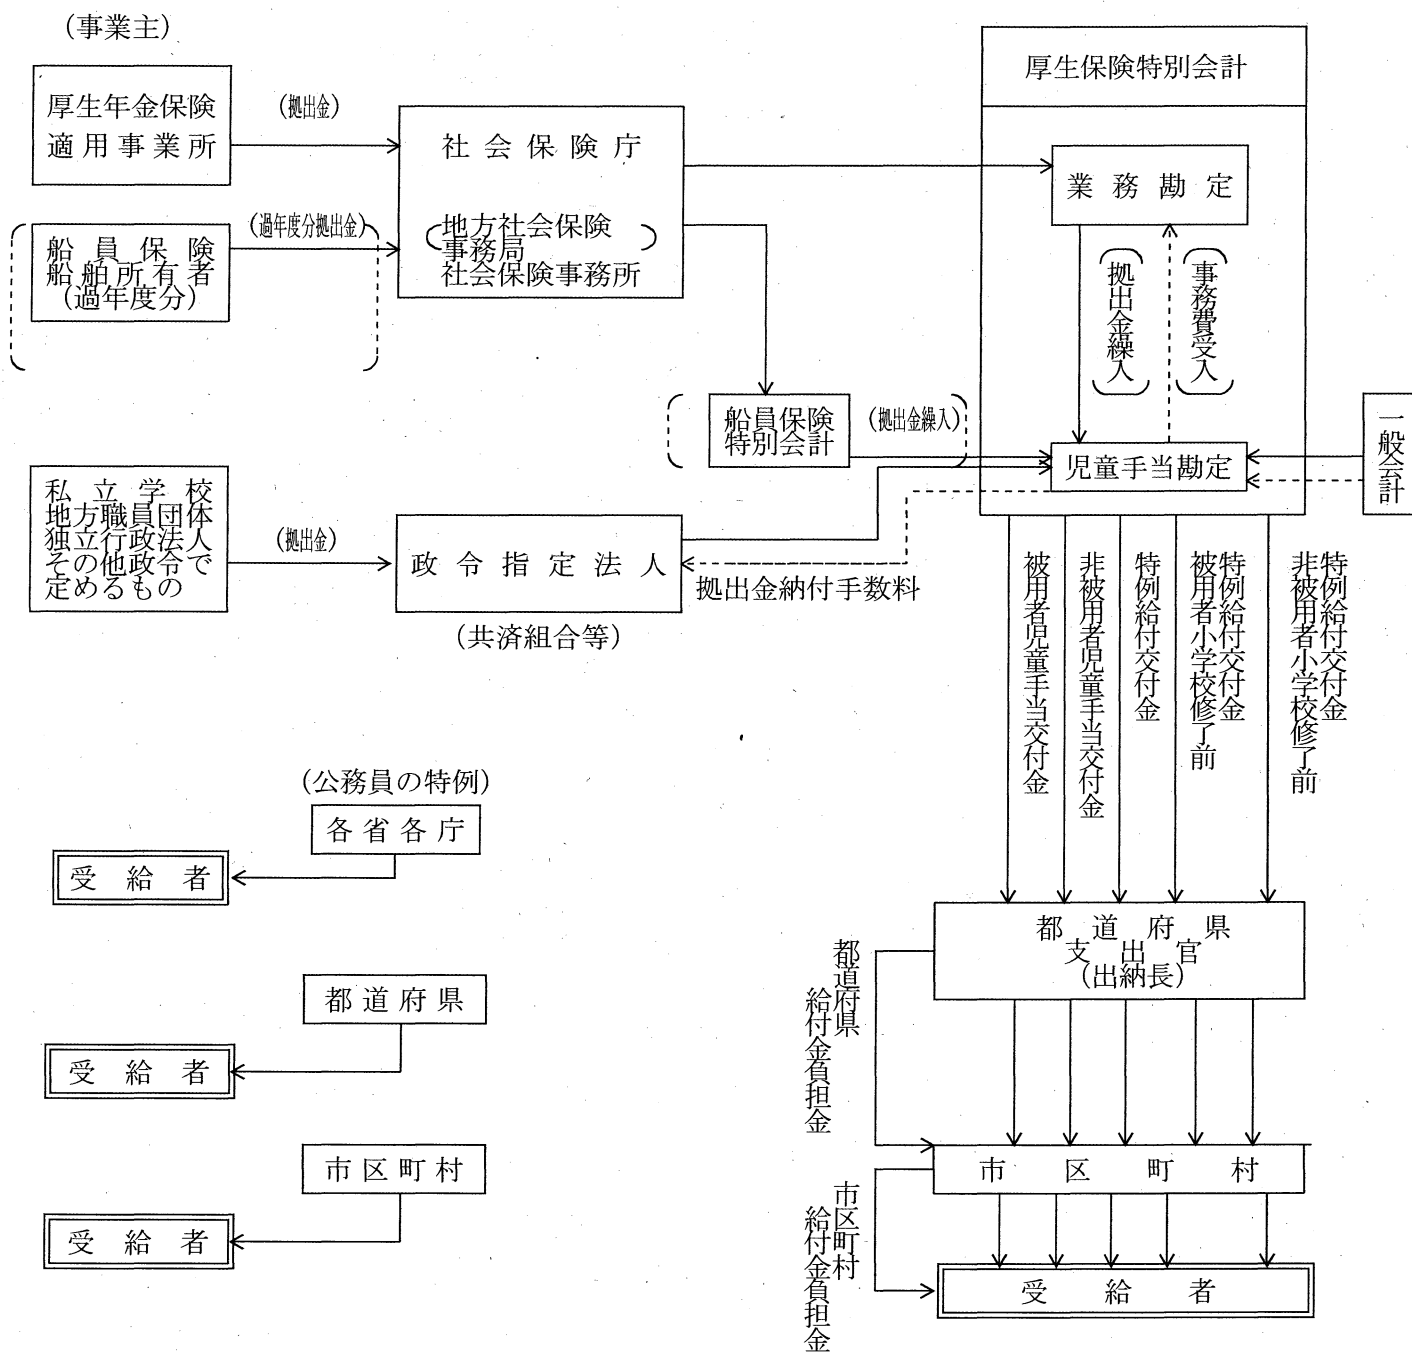 (事業主)
厚生年金保険
適用事業所
(拠出金)
船員保険
船舶所有者
(過年度分)
(過年度分拠出金)
社会保険庁
(地方社会保険
事務局)
社会保険事務所
厚生保険特別会計
業務勘定
(拠出金繰入)
(事務費受入)
船員保険
特別会計
(拠出金繰入)
児童手当勘定
一般会計
私立学校
地方職員団体
独立行政法人
その他政令で
定めるもの
(拠出金)
政令指定法人
(共済組合等)
拠出金納付手数料
被用者児童手当交付金
非被用者児童手当交付金
特例給付交付金
被用者小学校修了前
特例給付交付金
非被用者小学校修了前
特例給付交付金
(公務員の特例)
各省各庁
受給者
都道府県
受給者
市区町村
受給者
都道府県
支出官
(出納長)
都道府県
給付金負担金
市区町村
市区町村
給付金負担金
受給者